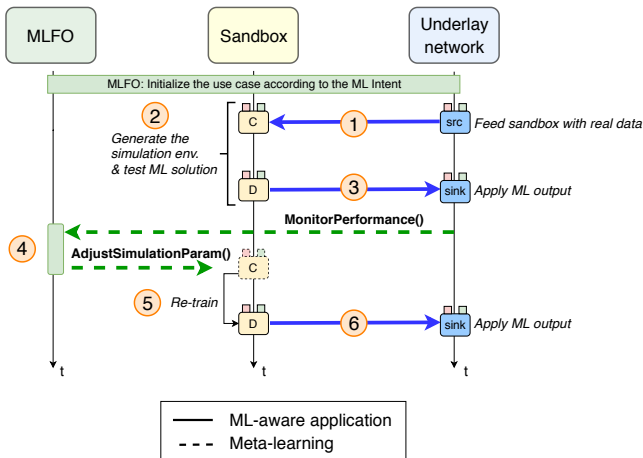 MLFO
Sandbox
Underlay
network
MLFO: Initialize the use case according to the ML Intent
2
C
1
src
Feed sandbox with real data
Generate the
simulation env.
& test ML solution
D
3
sink
Apply ML output
MonitorPerformance()
4
AdjustSimulationParam()
C
5
Re-train
D
6
sink
Apply ML output
t
t
t
ML-aware application
Meta-learning